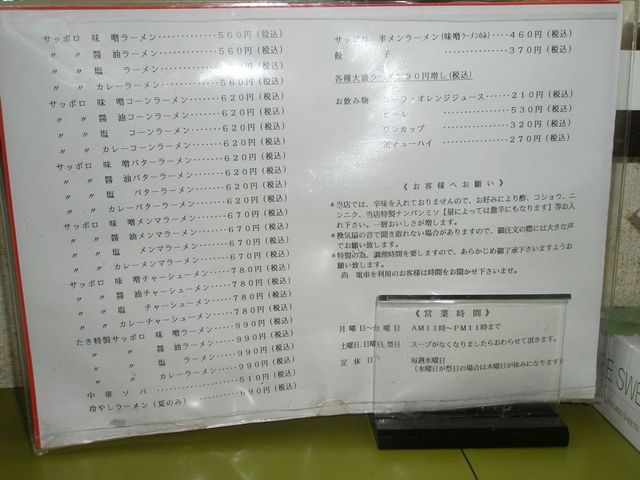 サッポロ 味 噌ラーメン・・・・・・・・・・・・・560円(税込)
〃 〃 醤 油ラーメン・・・・・・・・・・・・・560円(税込)
〃 〃 塩 ラーメン・・・・・・・・・・・・・560円(税込)
〃 〃 カレーラーメン・・・・・・・・・・・・・560円(税込)
サッポロ 味 噌コーンラーメン・・・・・・620円(税込)
〃 〃 醤 油コーンラーメン・・・・・・620円(税込)
〃 〃 塩 コーンラーメン・・・・・・620円(税込)
〃 〃 カレーコーンラーメン・・・・・・620円(税込)
サッポロ 味 噌バターラーメン・・・・・・620円(税込)
〃 〃 醤 油バターラーメン・・・・・・620円(税込)
〃 〃 塩 バターラーメン・・・・・・620円(税込)
〃 〃 カレーバターラーメン・・・・・・620円(税込)
サッポロ 味 噌メンマラーメン・・・・・・670円(税込)
〃 〃 醤 油メンマラーメン・・・・・・670円(税込)
〃 〃 塩 メンマラーメン・・・・・・670円(税込)
〃 〃 カレーメンマラーメン・・・・・・670円(税込)
サッポロ 味 噌チャーシューメン・・・・780円(税込)
〃 〃 醤 油チャーシューメン・・・・780円(税込)
〃 〃 塩 チャーシューメン・・・・780円(税込)
〃 〃 カレーチャーシューメン・・・・780円(税込)
たき特製サッポロ 味 噌ラーメン・・・・990円(税込)
〃 〃 醤 油ラーメン・・・・990円(税込)
〃 〃 塩 ラーメン・・・・990円(税込)
〃 〃 カレーラーメン・・・・990円(税込)
中 華 ソ バ・・・・・・・・・・・・・・・・・・510円(税込)
冷やしラーメン (夏のみ)・・・・・・・・・690円(税込)
サッポロ 半メンラーメン(味噌ラーメンのみ)・・・・460円(税込)
餃 子・・・・・・・・・・・・・・・・・・370円(税込)
各種大盛ラーメン90円増し(税込)
お飲み物 コーラ・オレンジジュース・・・・・・210円(税込)
ビール・・・・・・・・・・・・・・・・・530円(税込)
ワンカップ・・・・・・・・・・・・・320円(税込)
缶チューハイ・・・・・・・・・・・270円(税込)
《 お 客 様 へ お 願 い 》
*当店では、辛味を入れておりませんので、お好みにより酢、コショウ、ニ
ンニク、当店特製ナンバンミソ【量によっては激辛にもなります】等お入
れ下さい。一層おいしさが増します。
*換気扇の音で聞き取れない場合がありますので、御注文の際には大きな声
でお願い致します。
*特製の為、調理時間を要しますので、あらかじめ御了承下さいますようお
願い致します。
尚 電車を利用のお客様は時間をお聞かせ下さいませ。
《 営 業 時 間 》
月 曜 日〜金 曜 日 AM11時〜PM11時まで
土曜日、日曜日、祭日 スープがなくなりましたらおわらせて頂きます。
定 休 日 毎週水曜日
(水曜日が祭日の場合は木曜日が休みになります)
E SWE